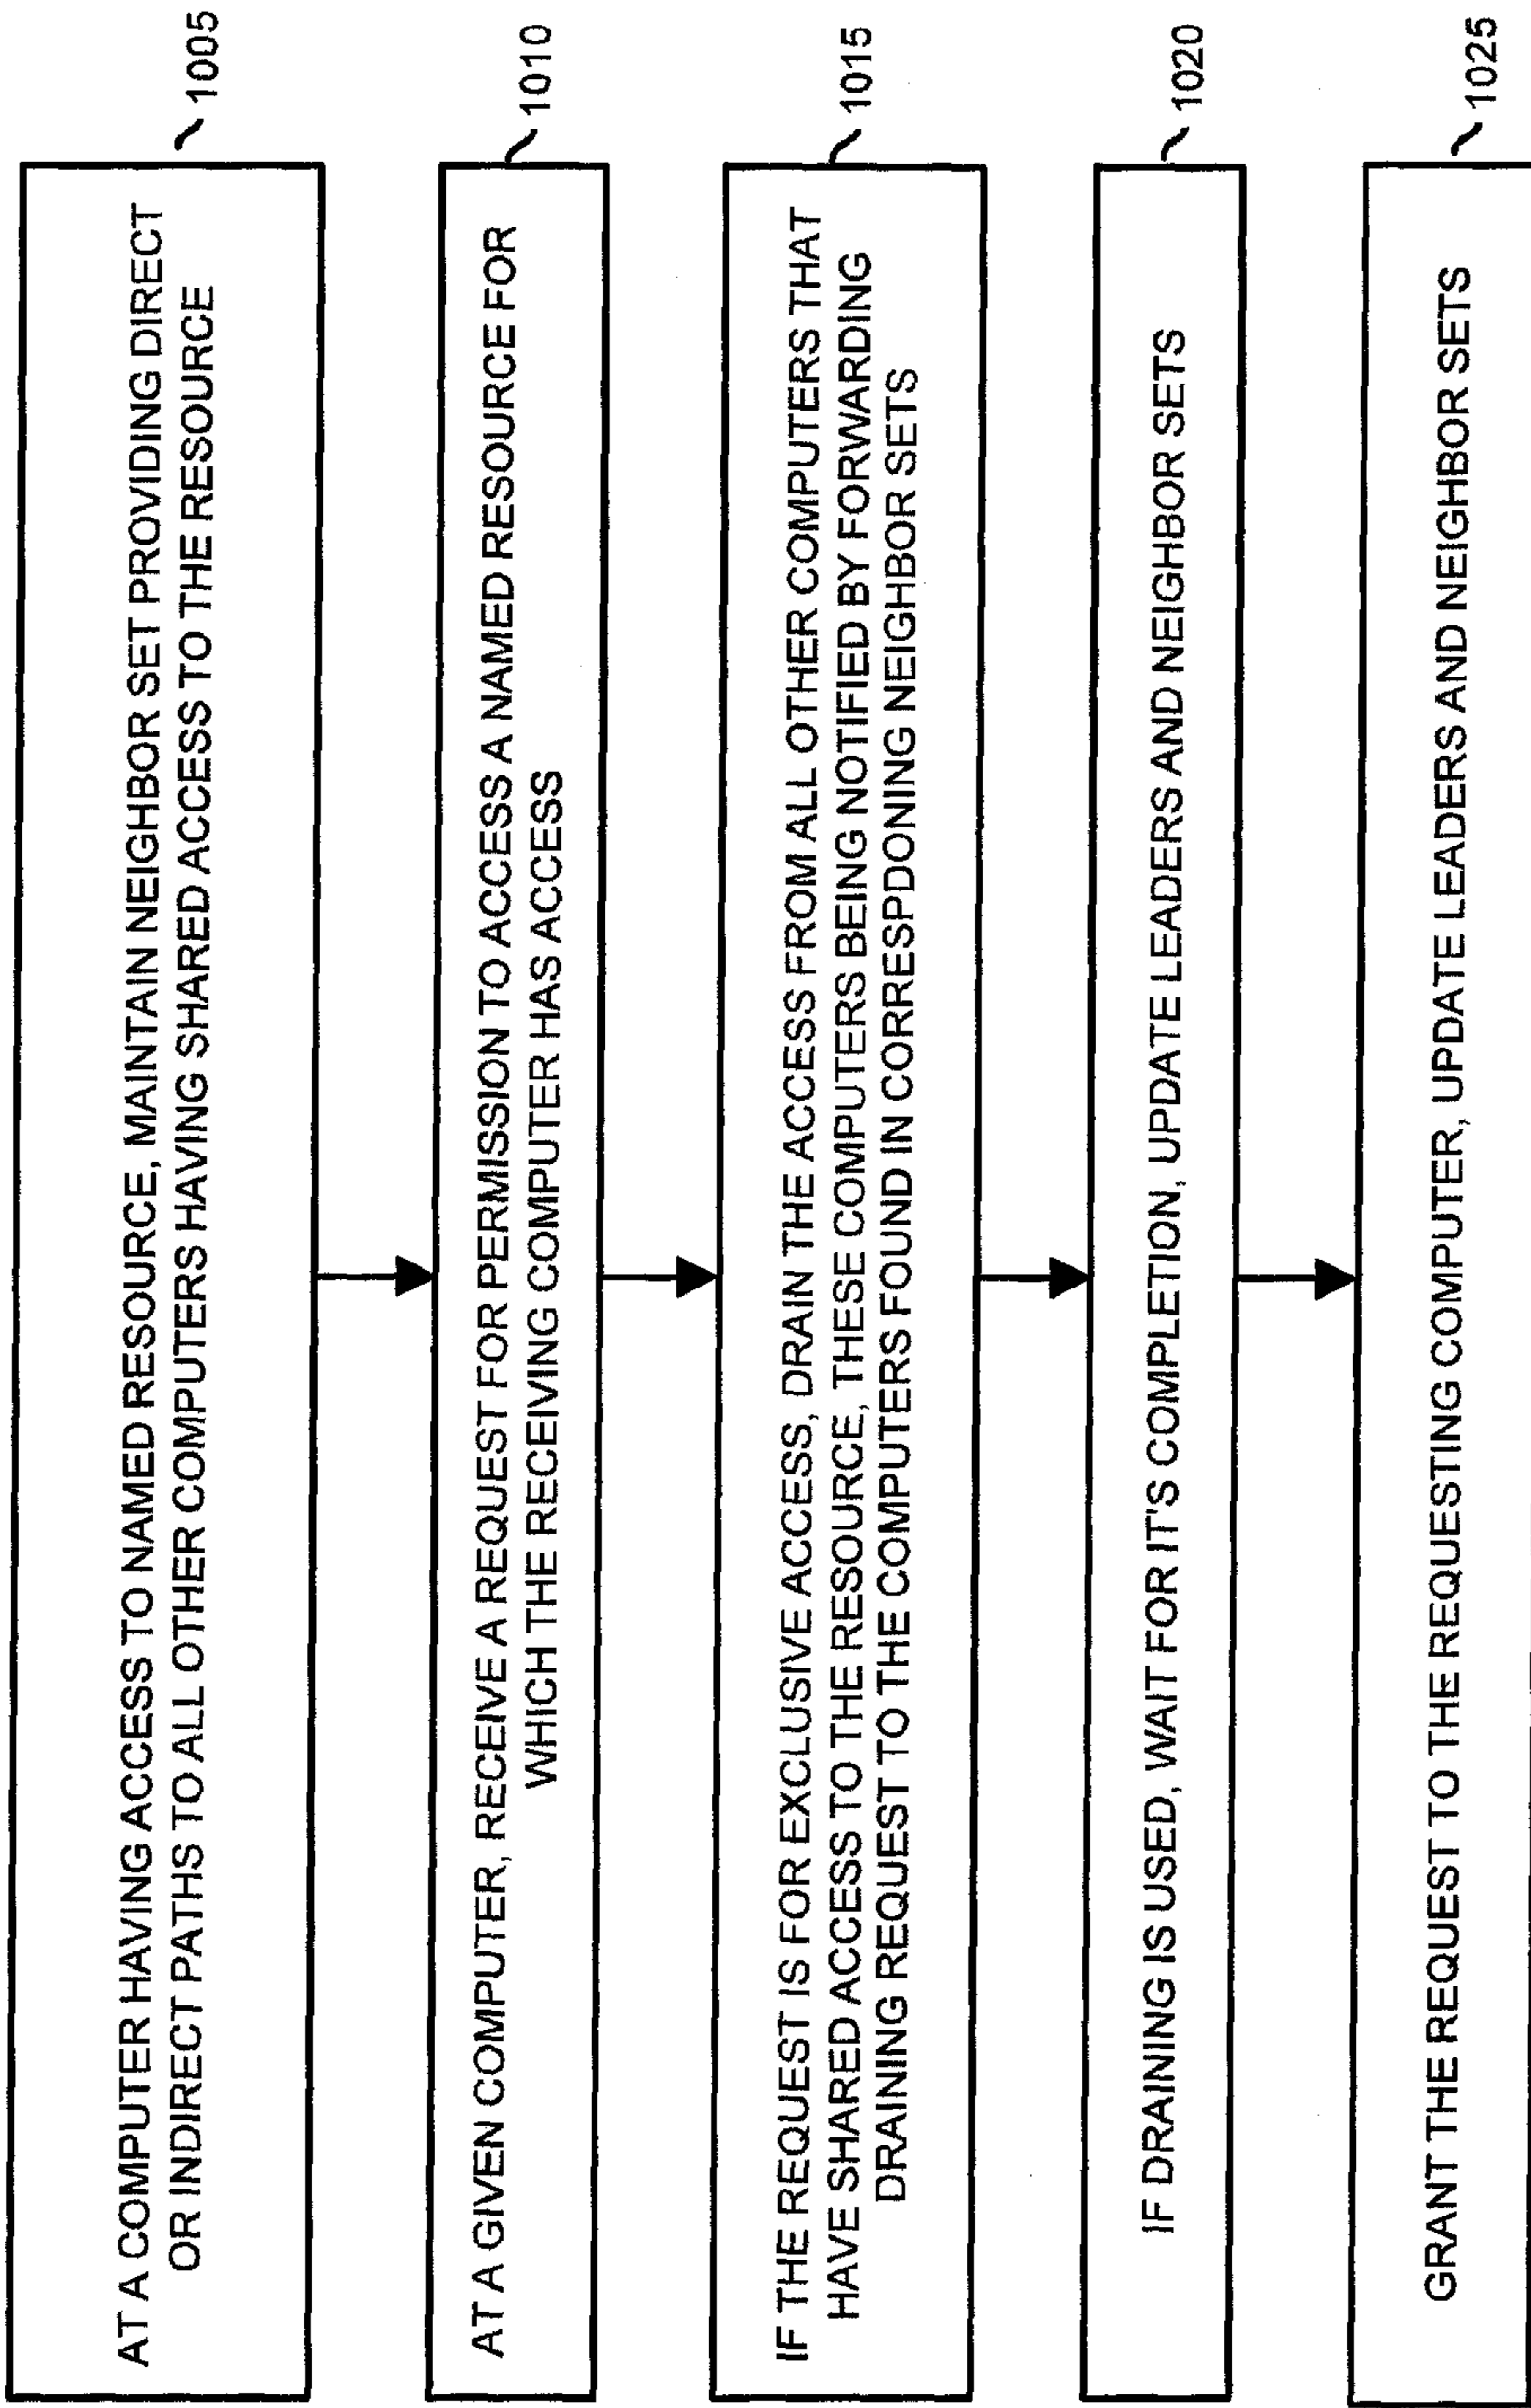 AT A COMPUTER HAVING ACCESS TO NAMED RESOURCE, MAINTAIN NEIGHBOR SET PROVIDING DIRECT
OR INDIRECT PATHS TO ALL OTHER COMPUTERS HAVING SHARED ACCESS TO THE RESOURCE
1005
AT A GIVEN COMPUTER, RECEIVE A REQUEST FOR PERMISSION TO ACCESS A NAMED RESOURCE FOR
WHICH THE RECEIVING COMPUTER HAS ACCESS
1010
IF THE REQUEST IS FOR EXCLUSIVE ACCESS, DRAIN THE ACCESS FROM ALL OTHER COMPUTERS THAT
HAVE SHARED ACCESS TO THE RESOURCE, THESE COMPUTERS BEING NOTIFIED BY FORWARDING
DRAINING REQUEST TO THE COMPUTERS FOUND IN CORRESPDONING NEIGHBOR SETS
1015
IF DRAINING IS USED, WAIT FOR IT'S COMPLETION, UPDATE LEADERS AND NEIGHBOR SETS
1020
GRANT THE REQUEST TO THE REQUESTING COMPUTER, UPDATE LEADERS AND NEIGHBOR SETS
1025